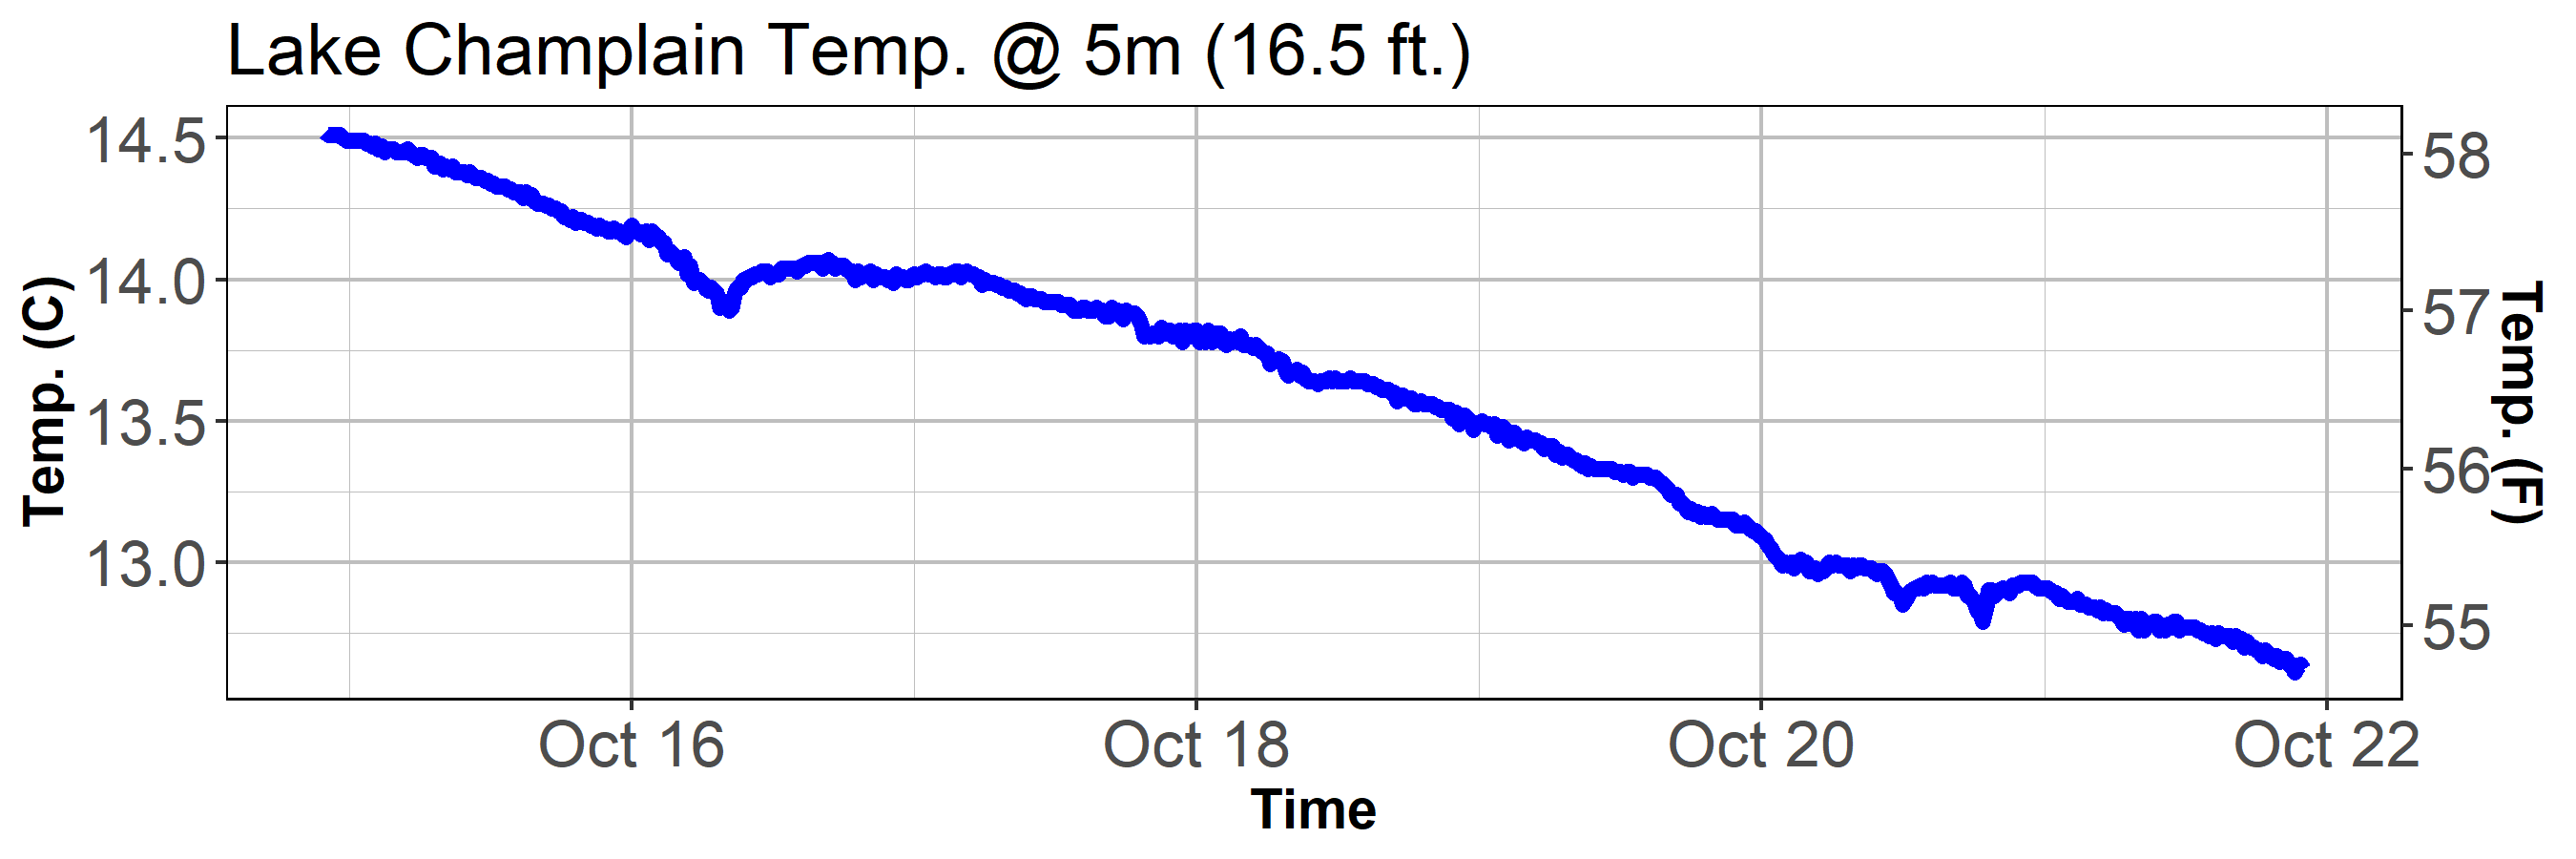 Lake Champlain Temp. @ 5m (16.5 ft.)
Temp. (C)
14.5
14.0
13.5
13.0
58
57
56
55
Temp. (F)
Oct 16 Oct 18 Oct 20 Oct 22
Time